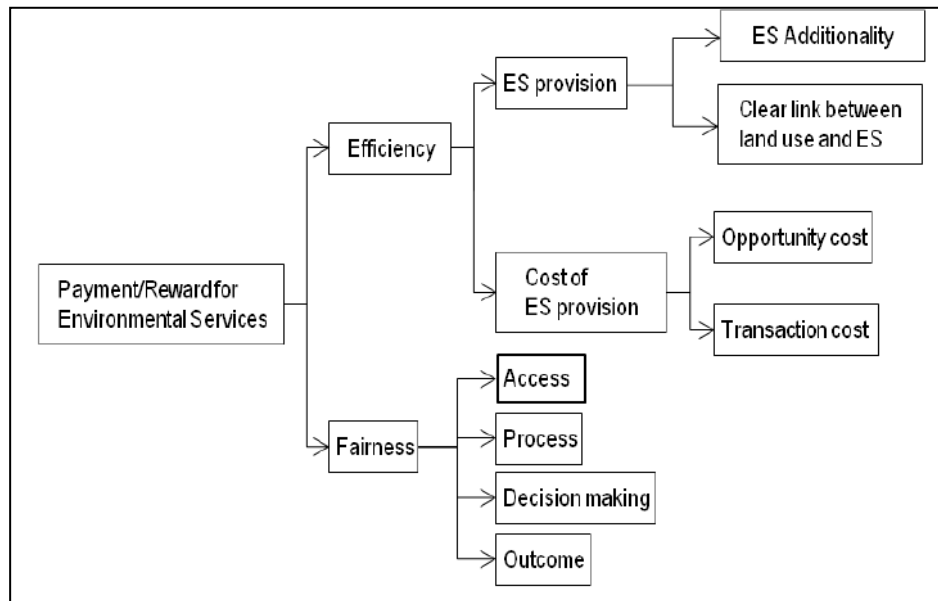 ES Additionality
ES provision
Clear link between
land use and ES
Efficiency
Opportunity cost
Cost of
ES provision
Payment/Reward for
Environmental Services
Transaction cost
Access
Process
Fairness
Decision making
Outcome